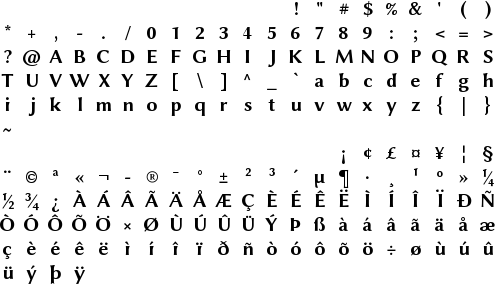 ! " # $ % & ' ( )
* + , - . / 0 1 2 3 4 5 6 7 8 9 : ; < = >
? @ A B C D E F G H I J K L M N O P Q R S
T U V W X Y Z [ \ ] ^ _ ` a b c d e f g h
i j k l m n o p q r s t u v w x y z { | }
~
¡ ¢ £ ¤ ¥ ¦ §
¨ © ª « ¬ - ® ¯ ° ± ² ³ ´ µ ¶ · ¸ ¹ º » ¼
½ ¾ ¿ À Á Â Ã Ä Å Æ Ç È É Ê Ë Ì Í Î Ï Ð Ñ
Ò Ó Ô Õ Ö × Ø Ù Ú Û Ü Ý Þ ß à á â ã ä å æ
ç è é ê ë ì í î ï ð ñ ò ó ô õ ö ÷ ø ù ú û
ü ý þ ÿ